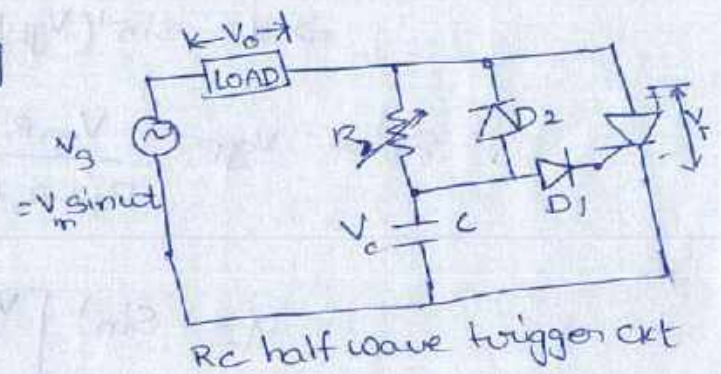 V₀
LOAD
Vs
= Vm sinωt
R₂
D2
D1
VT
Vc
C
RC half wave trigger ckt